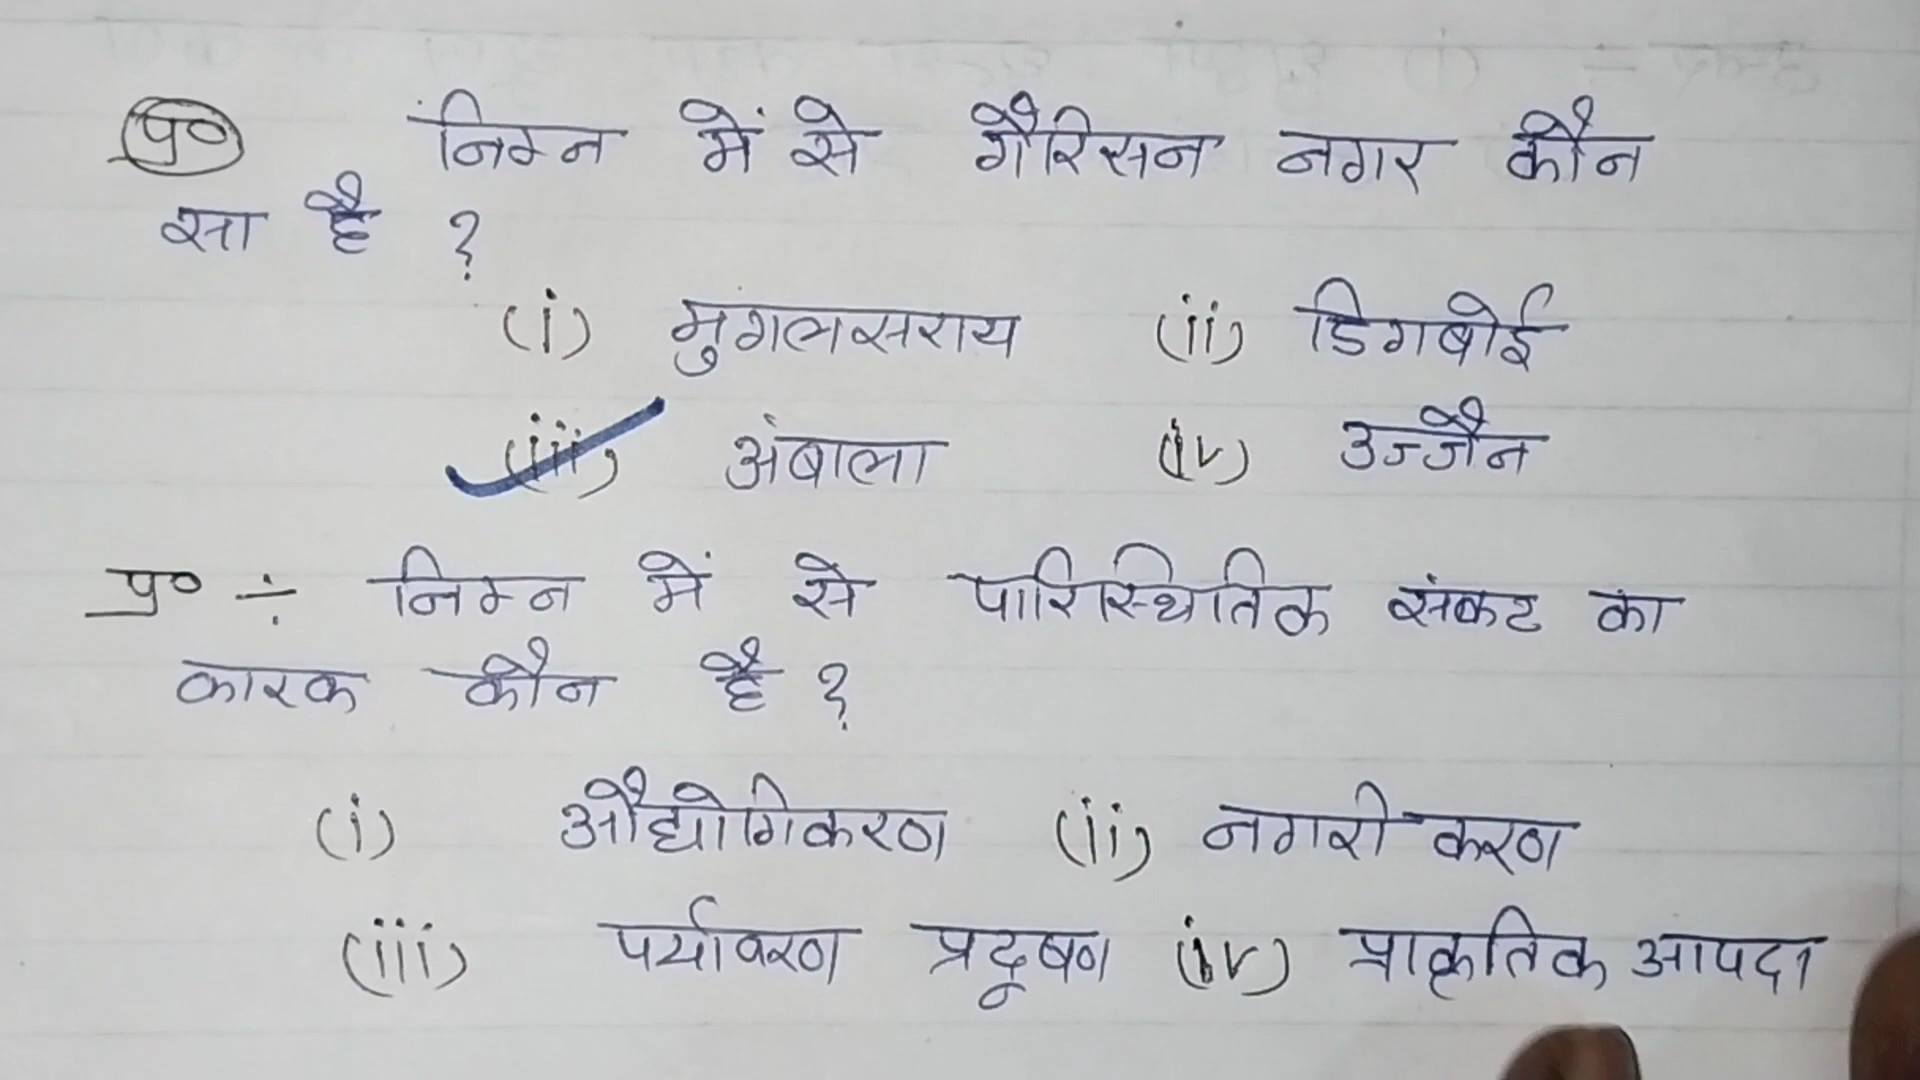 प्र० निम्न में से गैरिसन नगर कौन
सा है ?
(i) मुगलसराय (ii) डिगबोई
(iii) अंबाला (iv) उज्जैन
प्र० ÷ निम्न में से पारिस्थितिक संकट का
कारक कौन है ?
(i) औद्योगिकरण (ii) नगरीकरण
(iii) पर्यावरण प्रदूषण (iv) प्राकृतिक आपदा